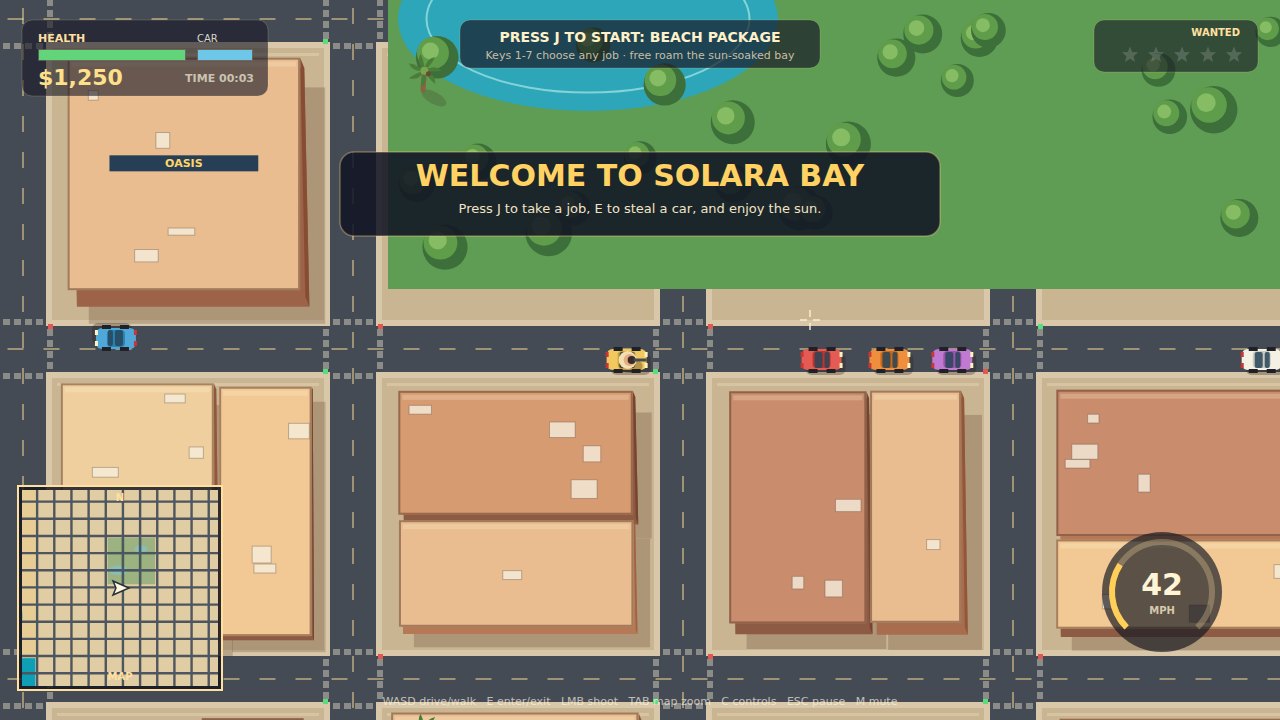 HEALTH CAR
$1,250 TIME 00:03
PRESS J TO START: BEACH PACKAGE
Keys 1-7 choose any job · free roam the sun-soaked bay
WANTED
OASIS
WELCOME TO SOLARA BAY
Press J to take a job, E to steal a car, and enjoy the sun.
N
MAP
42
MPH
WASD drive/walk E enter/exit LMB shoot TAB map zoom C controls ESC pause M mute